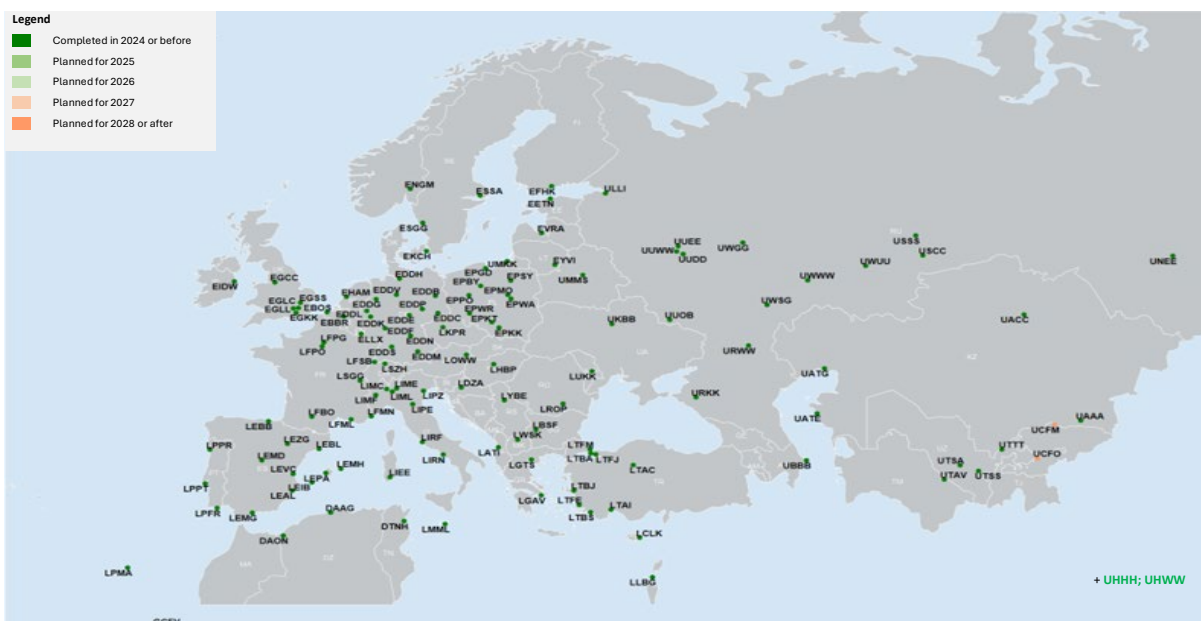 Legend
Completed in 2024 or before
Planned for 2025
Planned for 2026
Planned for 2027
Planned for 2028 or after
ENGM
ESSA
EFHK
ULLI
EETN
ESGG
EVRA
EKCH
UUEE
UWGG
USSS
UUWW
UUDD
USCC
UMKK
EYVI
UWUU
UNEE
EIDW
EGCC
EDDH
EPGD
EPSY
UMMS
UWWW
EPBY
EHAM
EDDV
EDDB
EPMO
EGSS
EGLC
EDDG
EPPO
EPWA
UWSG
EGLL
EBOS
EDDP
EPWR
EGKK
EDDL
EDDE
EDDC
EPKT
UKBB
UUOB
UACC
EBBR
EDDK
EDDF
LKPR
EPKK
LFPG
ELLX
EDDN
LFPO
EDDS
EDDM
LOWW
URWW
LFSB
LSZH
LHBP
UATG
LSGG
LIMC
LIME
LDZA
LUKK
LIMF
LIML
LIPZ
LYBE
URKK
LFBO
LFMN
LIPE
LROP
UATE
UAAA
LEBB
LFML
LBSF
UCFM
LPPR
LEZG
LEBL
LIRF
LWSK
LTFM
UTTT
LEMD
LATI
LTBA
LTFJ
UCFO
LEVC
LEMH
LIRN
LGTS
LTAC
UBBB
UTSA
LEPA
LIEE
UTAV
UTSS
LPPT
LEIB
LTBJ
LEAL
LGAV
LTFE
LPFR
LEMG
DAAG
LTAI
DTNH
LMML
LTBS
DAON
LCLK
LPMA
LLBG
+ UHHH; UHWW